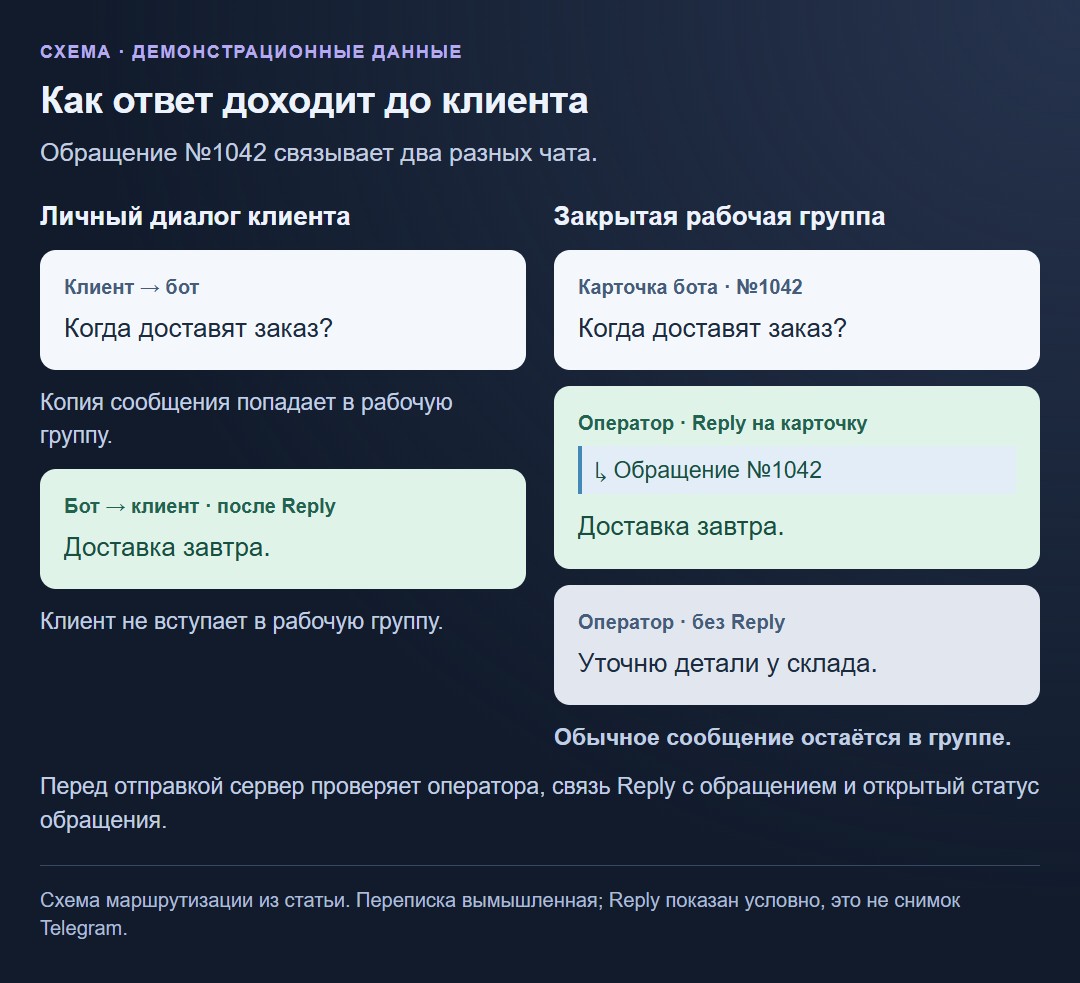 СХЕМА · ДЕМОНСТРАЦИОННЫЕ ДАННЫЕ
Как ответ доходит до клиента
Обращение №1042 связывает два разных чата.
Личный диалог клиента
Клиент → бот
Когда доставят заказ?
Копия сообщения попадает в рабочую
группу.
Бот → клиент · после Reply
Доставка завтра.
Клиент не вступает в рабочую группу.
Закрытая рабочая группа
Карточка бота · №1042
Когда доставят заказ?
Оператор · Reply на карточку
↳ Обращение №1042
Доставка завтра.
Оператор · без Reply
Уточню детали у склада.
Обычное сообщение остаётся в группе.
Перед отправкой сервер проверяет оператора, связь Reply с обращением и открытый статус
обращения.
Схема маршрутизации из статьи. Переписка вымышленная; Reply показан условно, это не снимок
Telegram.